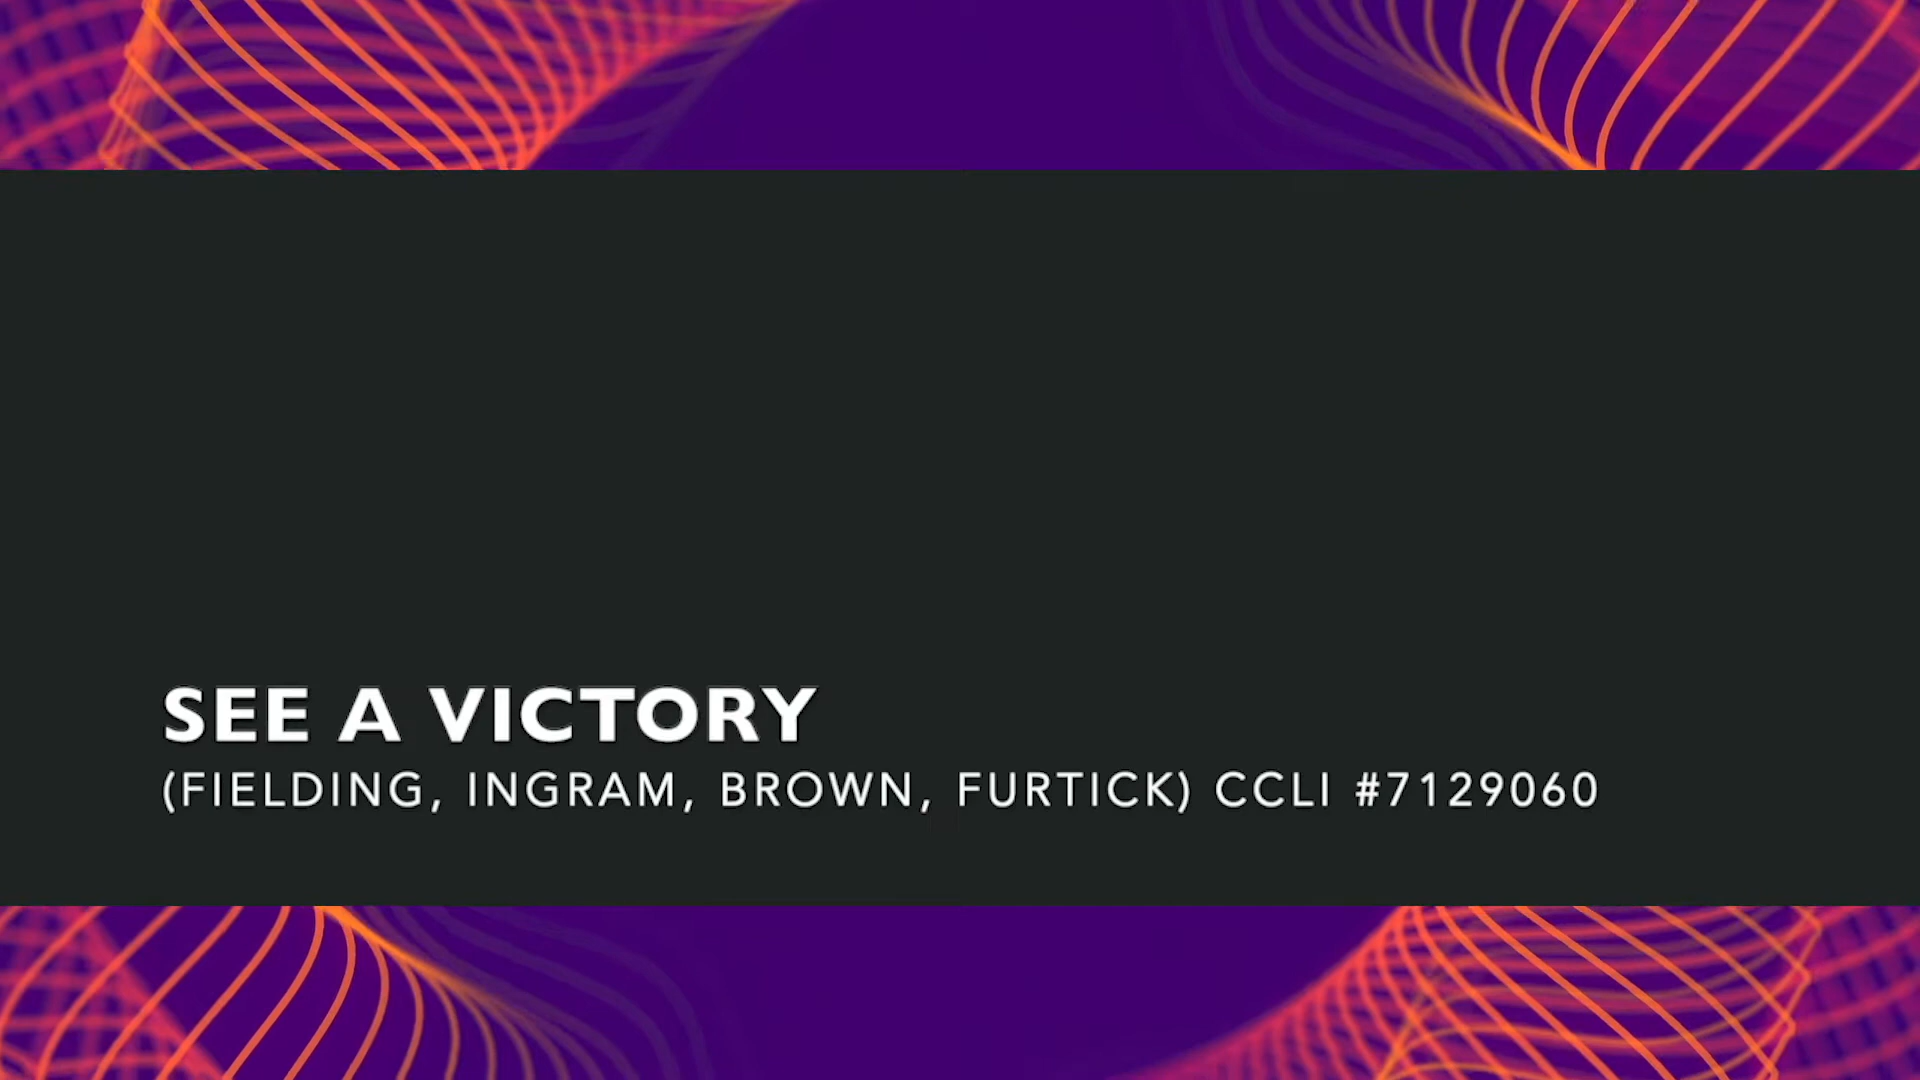 SEE A VICTORY
(FIELDING, INGRAM, BROWN, FURTICK) CCLI #7129060